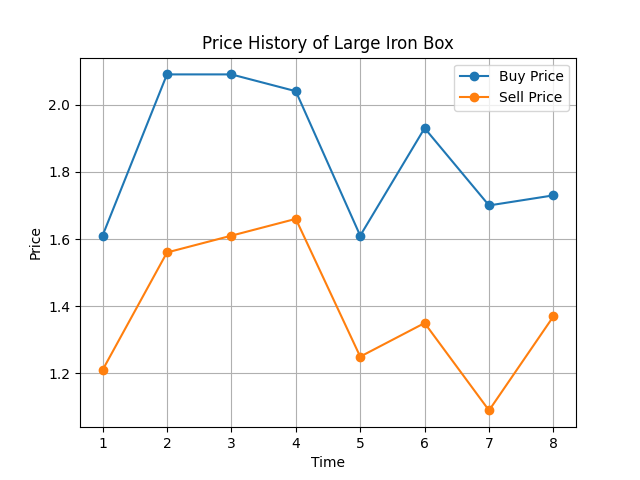 Price History of Large Iron Box
Buy Price
Sell Price
2.0
1.8
1.6
1.4
1.2
Price
1 2 3 4 5 6 7 8
Time